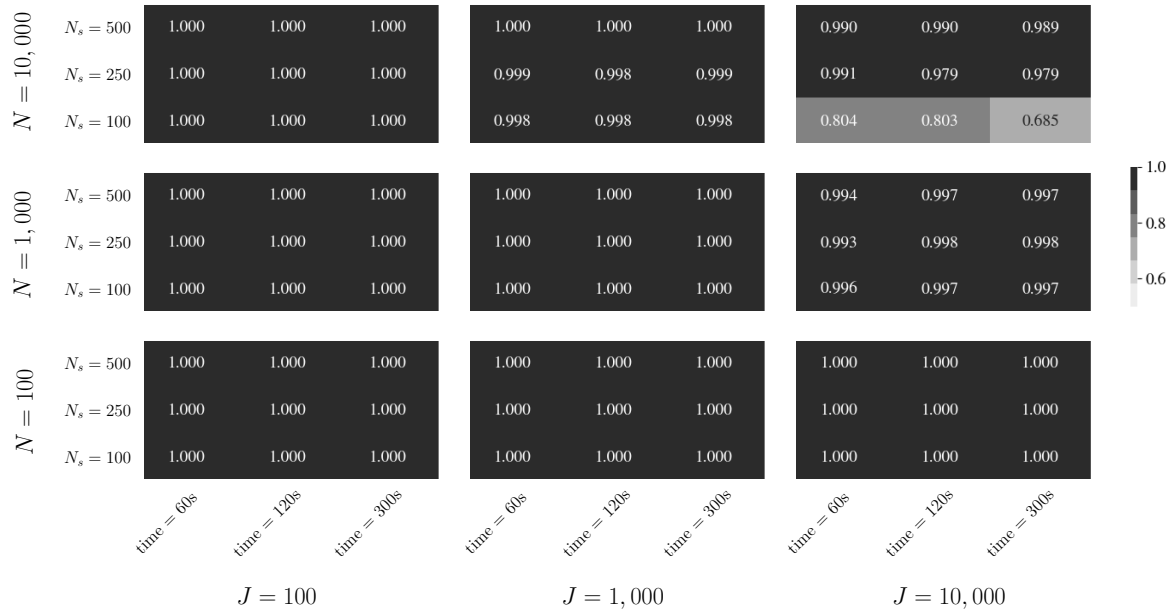 N = 10,000
N_s = 500 1.000 1.000 1.000 1.000 1.000 1.000 0.990 0.990 0.989
N_s = 250 1.000 1.000 1.000 0.999 0.998 0.999 0.991 0.979 0.979
N_s = 100 1.000 1.000 1.000 0.998 0.998 0.998 0.804 0.803 0.685
N = 1,000
N_s = 500 1.000 1.000 1.000 1.000 1.000 1.000 0.994 0.997 0.997
N_s = 250 1.000 1.000 1.000 1.000 1.000 1.000 0.993 0.998 0.998
N_s = 100 1.000 1.000 1.000 1.000 1.000 1.000 0.996 0.997 0.997
1.0
0.8
0.6
N = 100
N_s = 500 1.000 1.000 1.000 1.000 1.000 1.000 1.000 1.000 1.000
N_s = 250 1.000 1.000 1.000 1.000 1.000 1.000 1.000 1.000 1.000
N_s = 100 1.000 1.000 1.000 1.000 1.000 1.000 1.000 1.000 1.000
time = 60s time = 120s time = 300s time = 60s time = 120s time = 300s time = 60s time = 120s time = 300s
J = 100 J = 1,000 J = 10,000